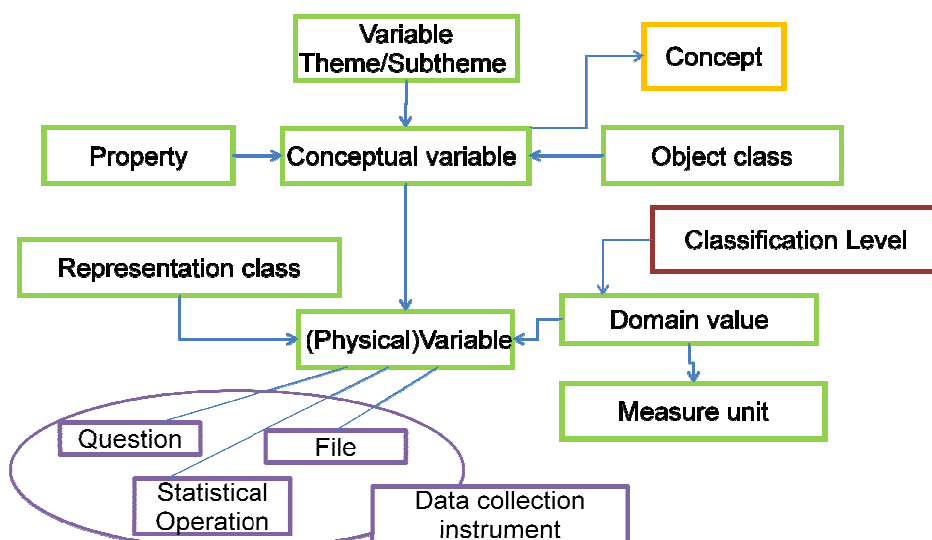 Variable
Theme/Subtheme
Concept
Property
Conceptual variable
Object class
Classification Level
Representation class
Domain value
(Physical)Variable
Measure unit
Question
File
Statistical
Operation
Data collection
instrument